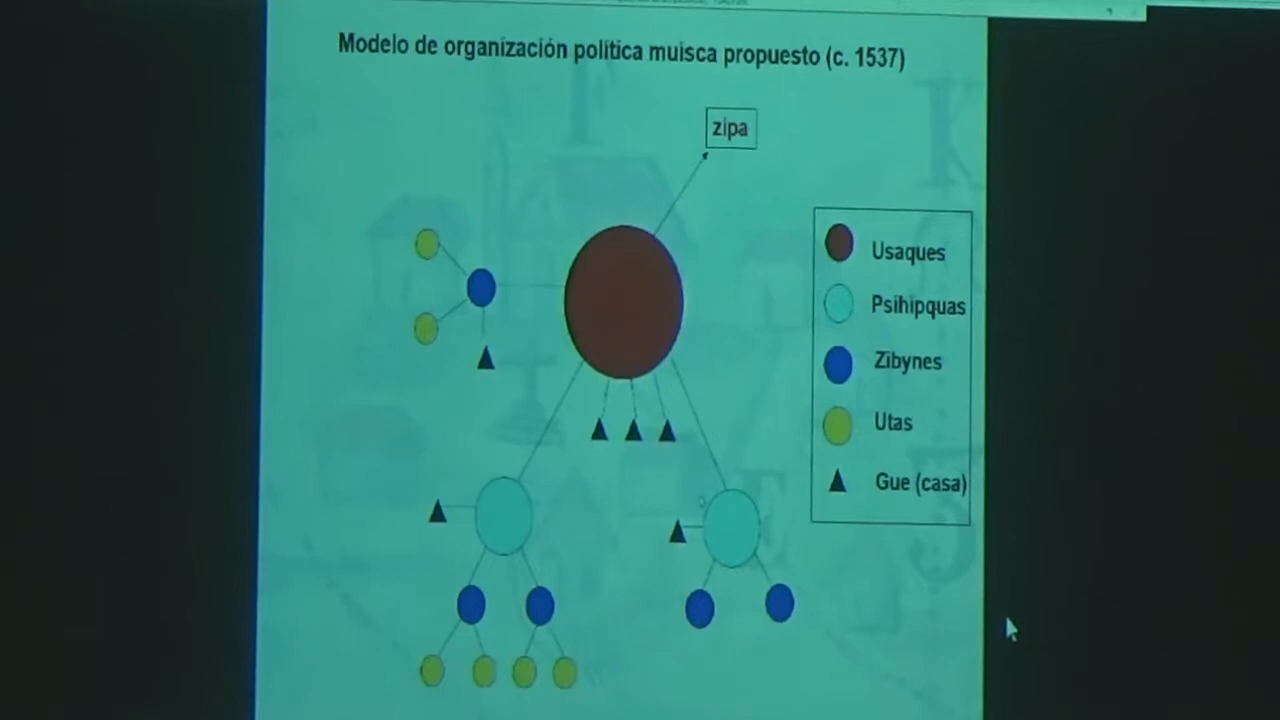 Modelo de organización política muisca propuesto (c. 1537)
zipa
Usaques
Psihipquas
Zibynes
Utas
Gue (casa)